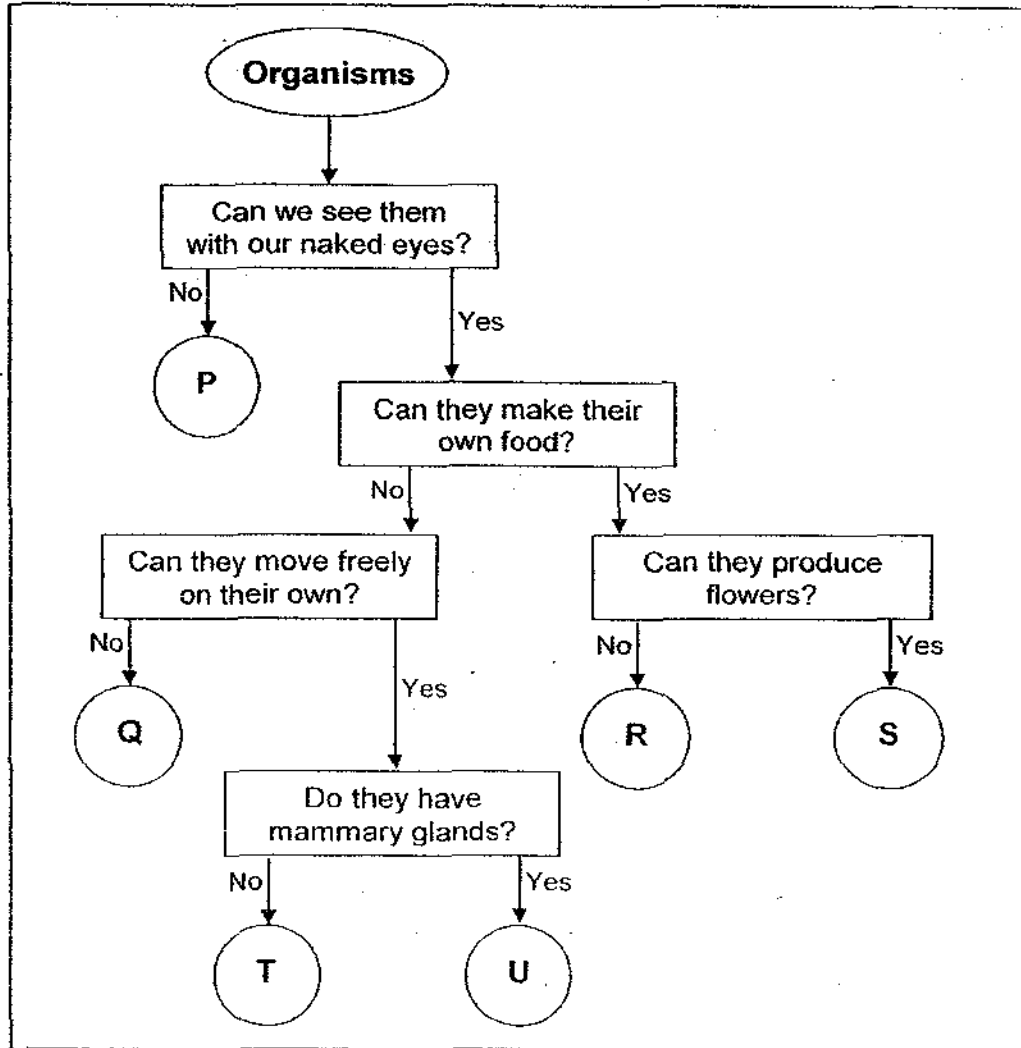 Organisms
Can we see them
with our naked eyes?
No
Yes
P
Can they make their
own food?
No
Yes
Can they move freely
on their own?
Can they produce
flowers?
No
Yes
No
Yes
Q
R
S
Do they have
mammary glands?
No
Yes
T
U